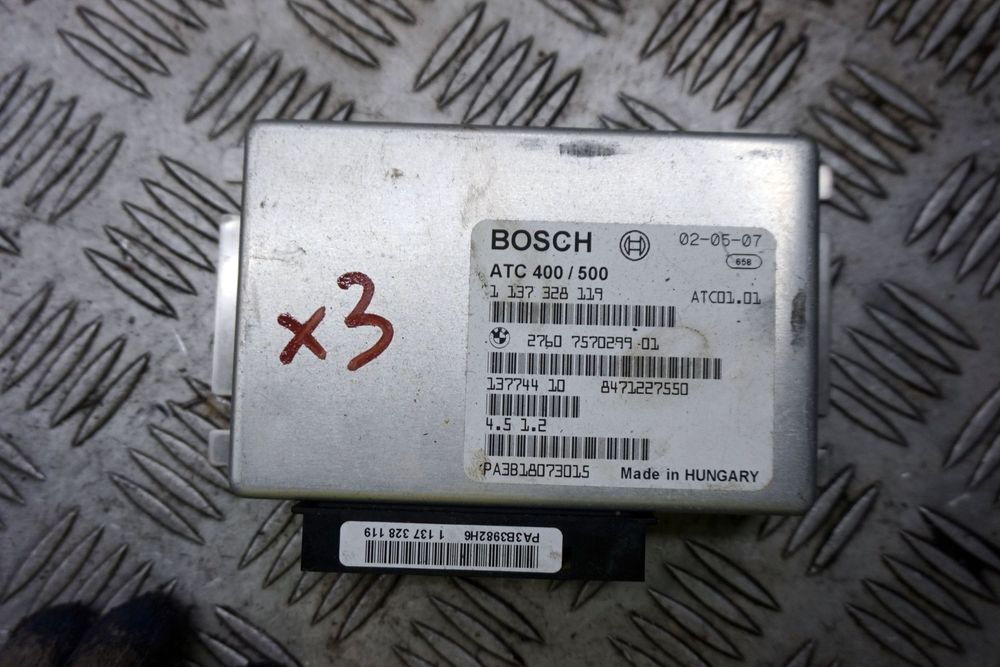 x3
BOSCH 02-05-07
658
ATC 400 / 500
1 137 328 119 ATC01.01
2760 7570299-01
137744 10 8471227550
4.5 1.2
PA3B18073015 Made in HUNGARY
PA3B3982H6 1 137 328 119